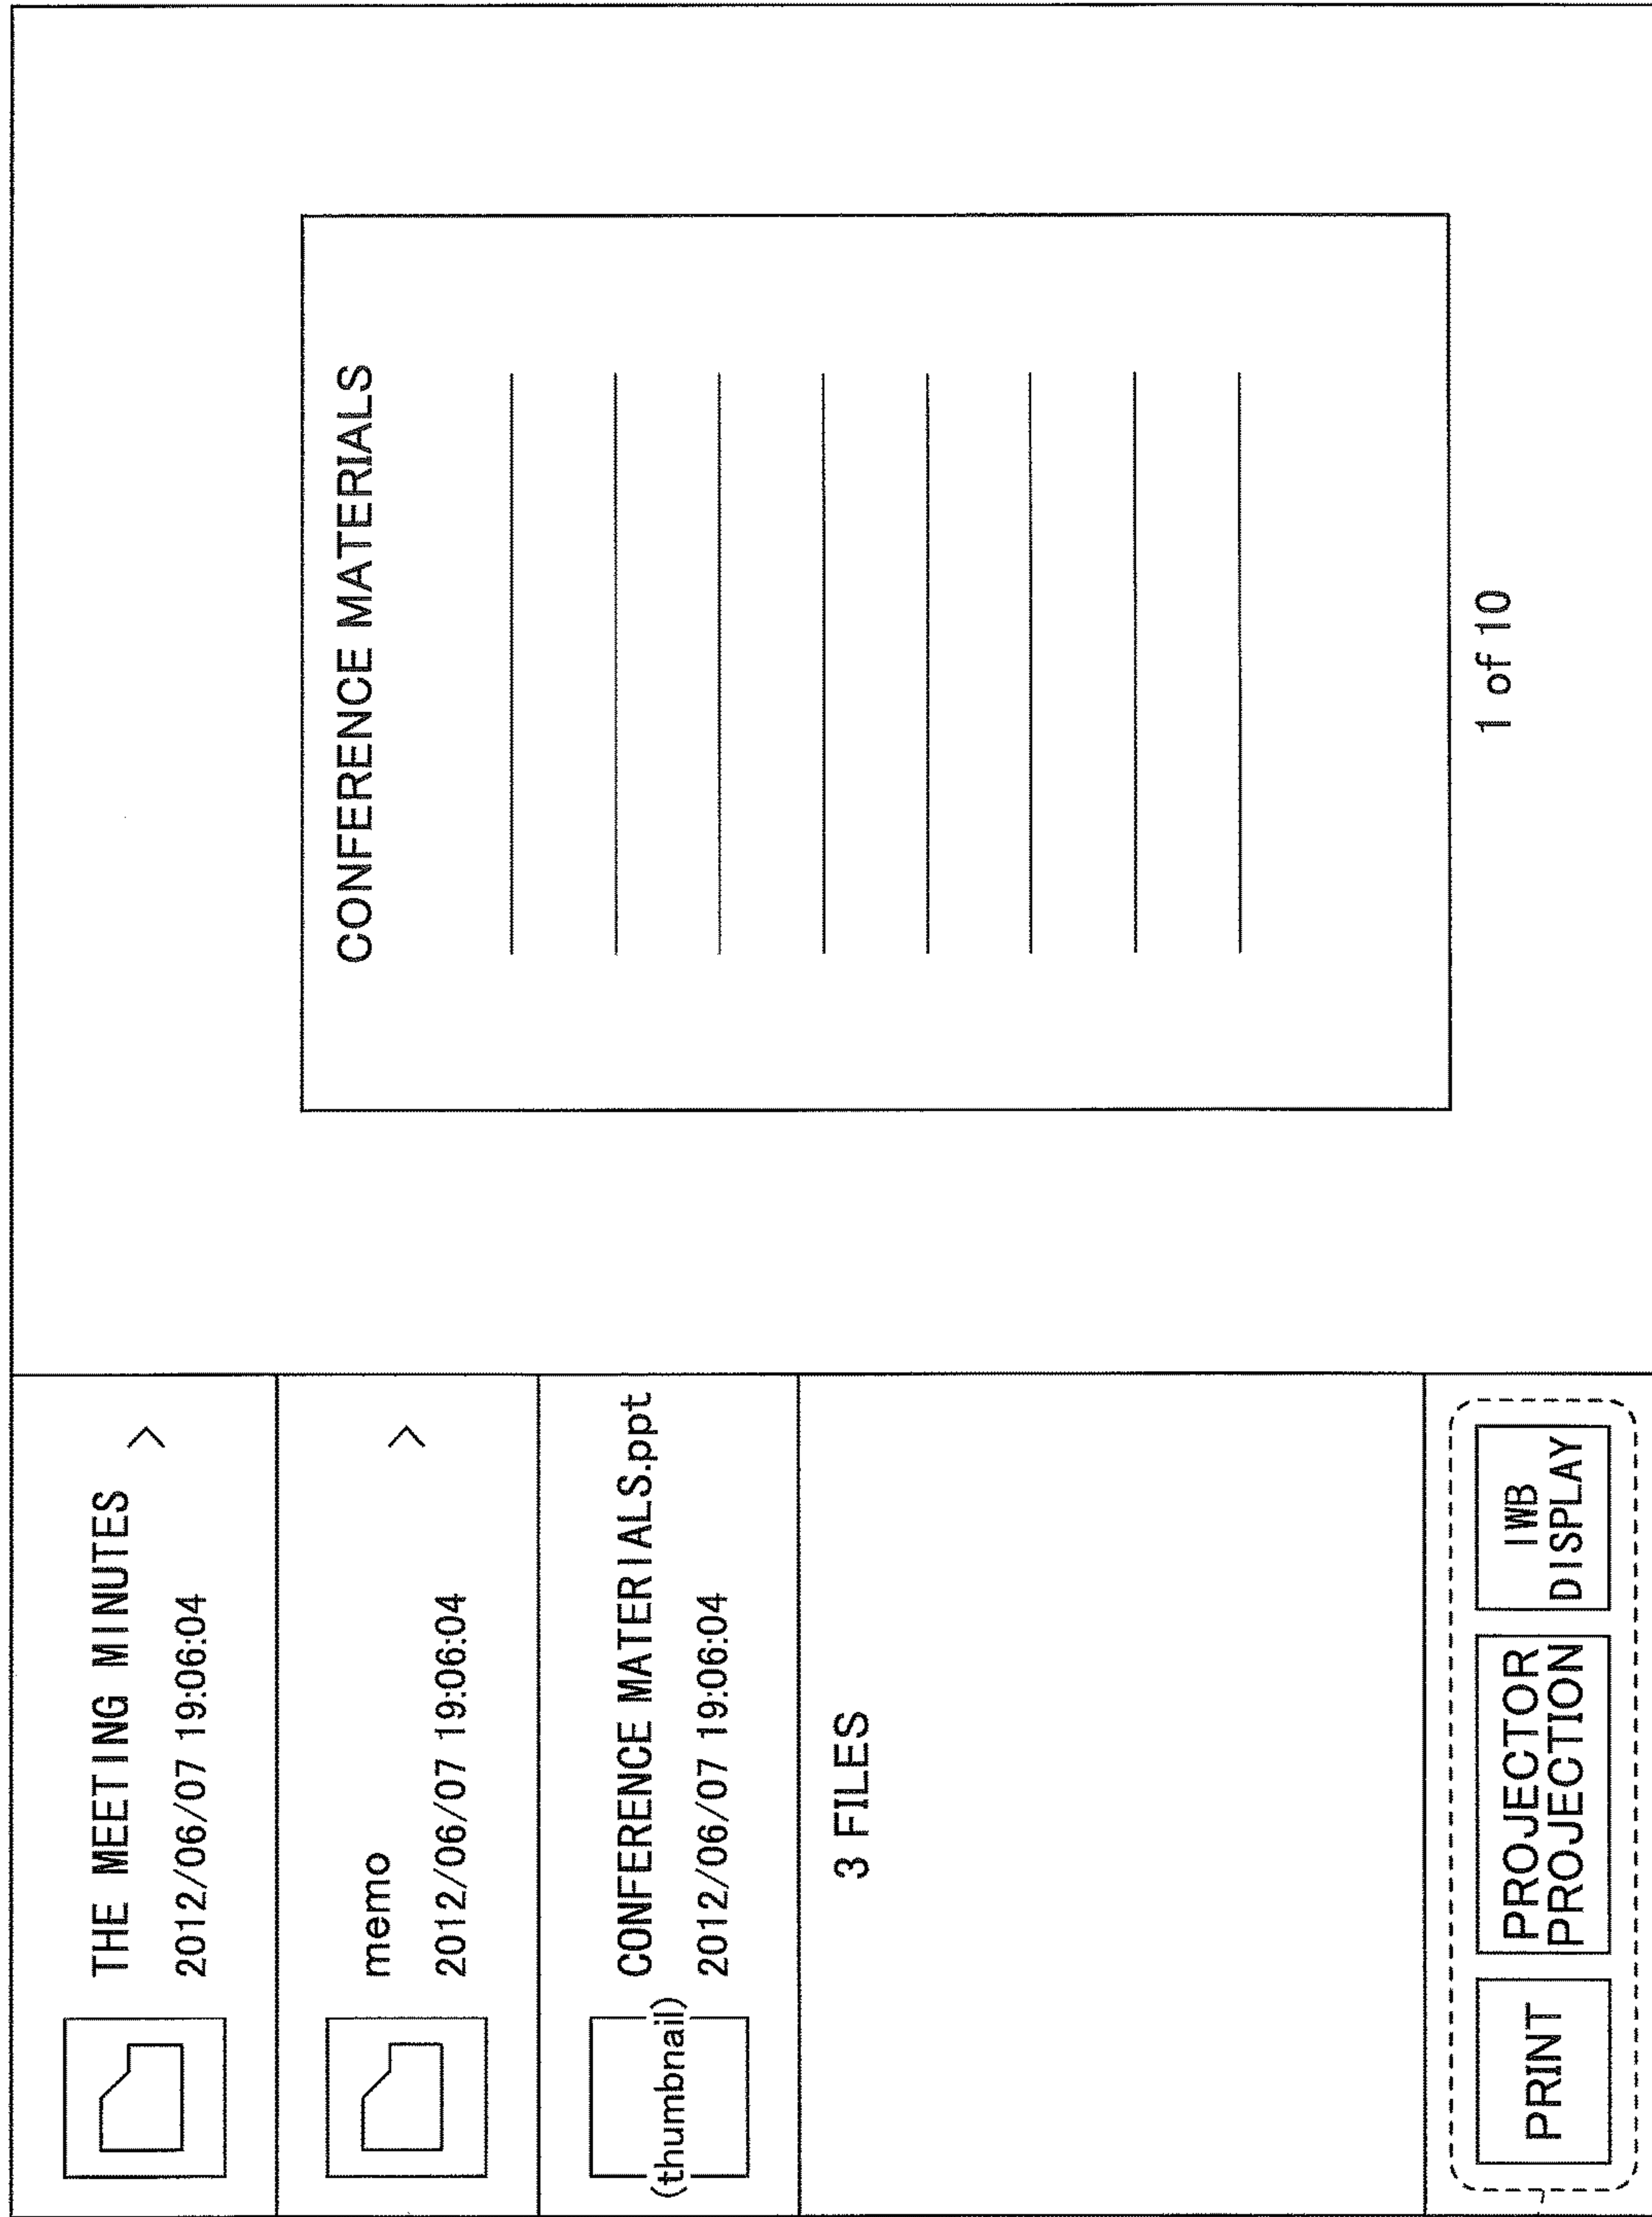 THE MEETING MINUTES >
2012/06/07 19:06:04
memo >
2012/06/07 19:06:04
(thumbnail)
CONFERENCE MATERIALS.ppt
2012/06/07 19:06:04
3 FILES
PRINT
PROJECTOR
PROJECTION
IWB
DISPLAY
CONFERENCE MATERIALS
1 of 10